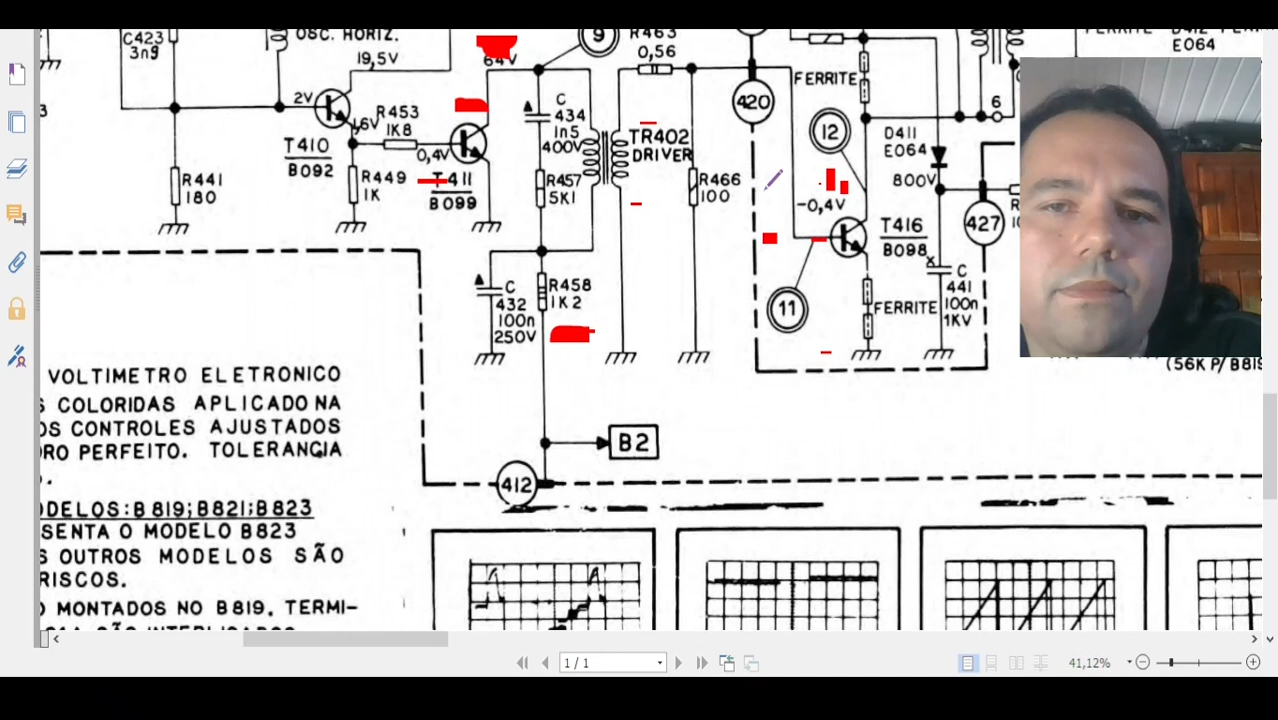 C423
3n9
OSC. HORIZ.
19,5V
2V
1,6V
T410
B092
R441
180
R453
1K8
R449
1K
0,4V
T411
B099
64V
9
C
434
1n5
400V
R457
5K1
TR402
DRIVER
C
432
100n
250V
R458
1K2
B2
412
R463
0,56
R466
100
420
FERRITE
12
-0,4V
T416
B098
11
FERRITE
D411
E064
800V
6
427
C
441
100n
1KV
FERRITE
E064
(56K P/B819
VOLTIMETRO ELETRONICO
S COLORIDAS APLICADO NA
OS CONTROLES AJUSTADOS
RO PERFEITO. TOLERANCIA
ODELOS: B819;B821;B823
SENTA O MODELO B823
S OUTROS MODELOS SÃO
RISCOS.
O MONTADOS NO B819, TERMI-
1 / 1
41,12%